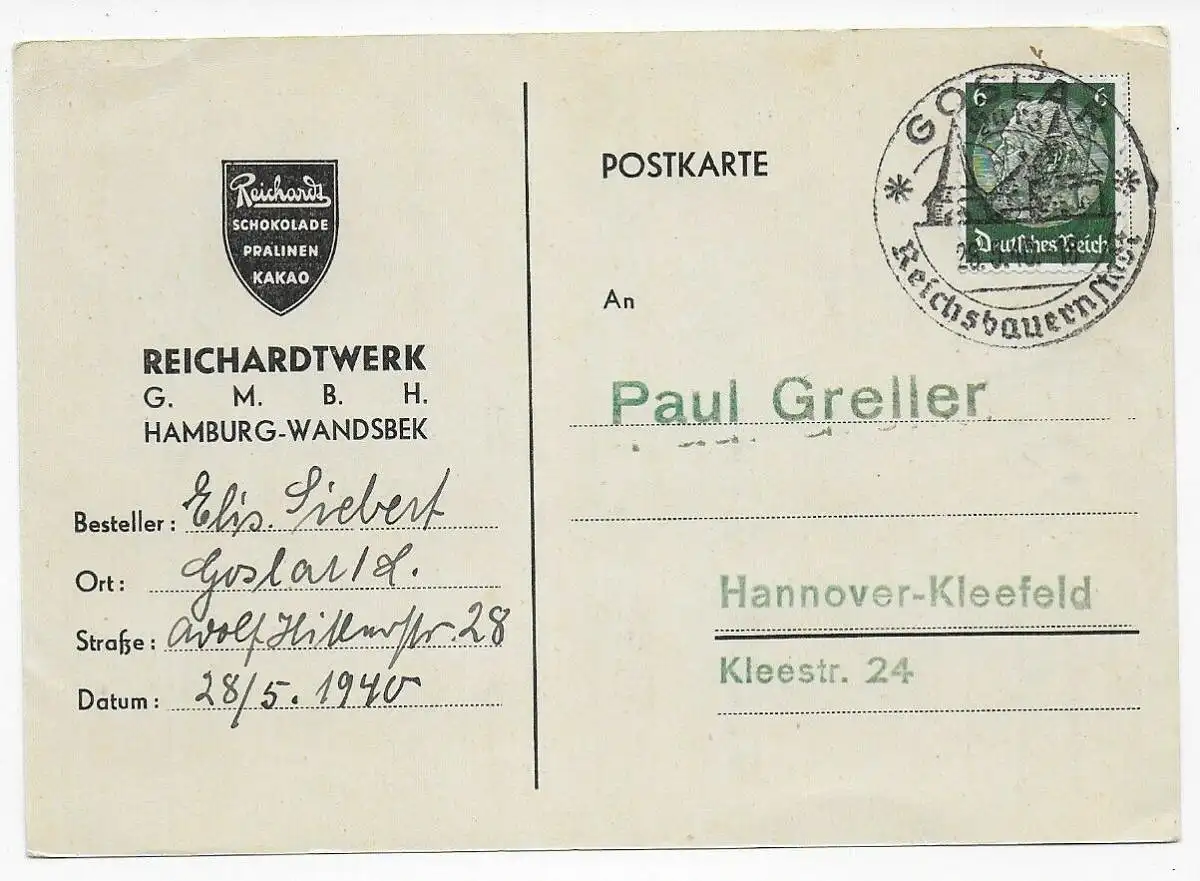 Reichardt
SCHOKOLADE
PRALINEN
KAKAO
REICHARDTWERK
G. M. B. H.
HAMBURG-WANDSBEK
Besteller: Elis. Siebert
Ort: Goslar/H.
Straße: Adolf Hitlerstr. 28
Datum: 28/5. 1940
POSTKARTE
GOSLAR
6 6
Deutsches Reich
Reichsbauernstadt
An
Paul Greller
Hannover-Kleefeld
Kleestr. 24